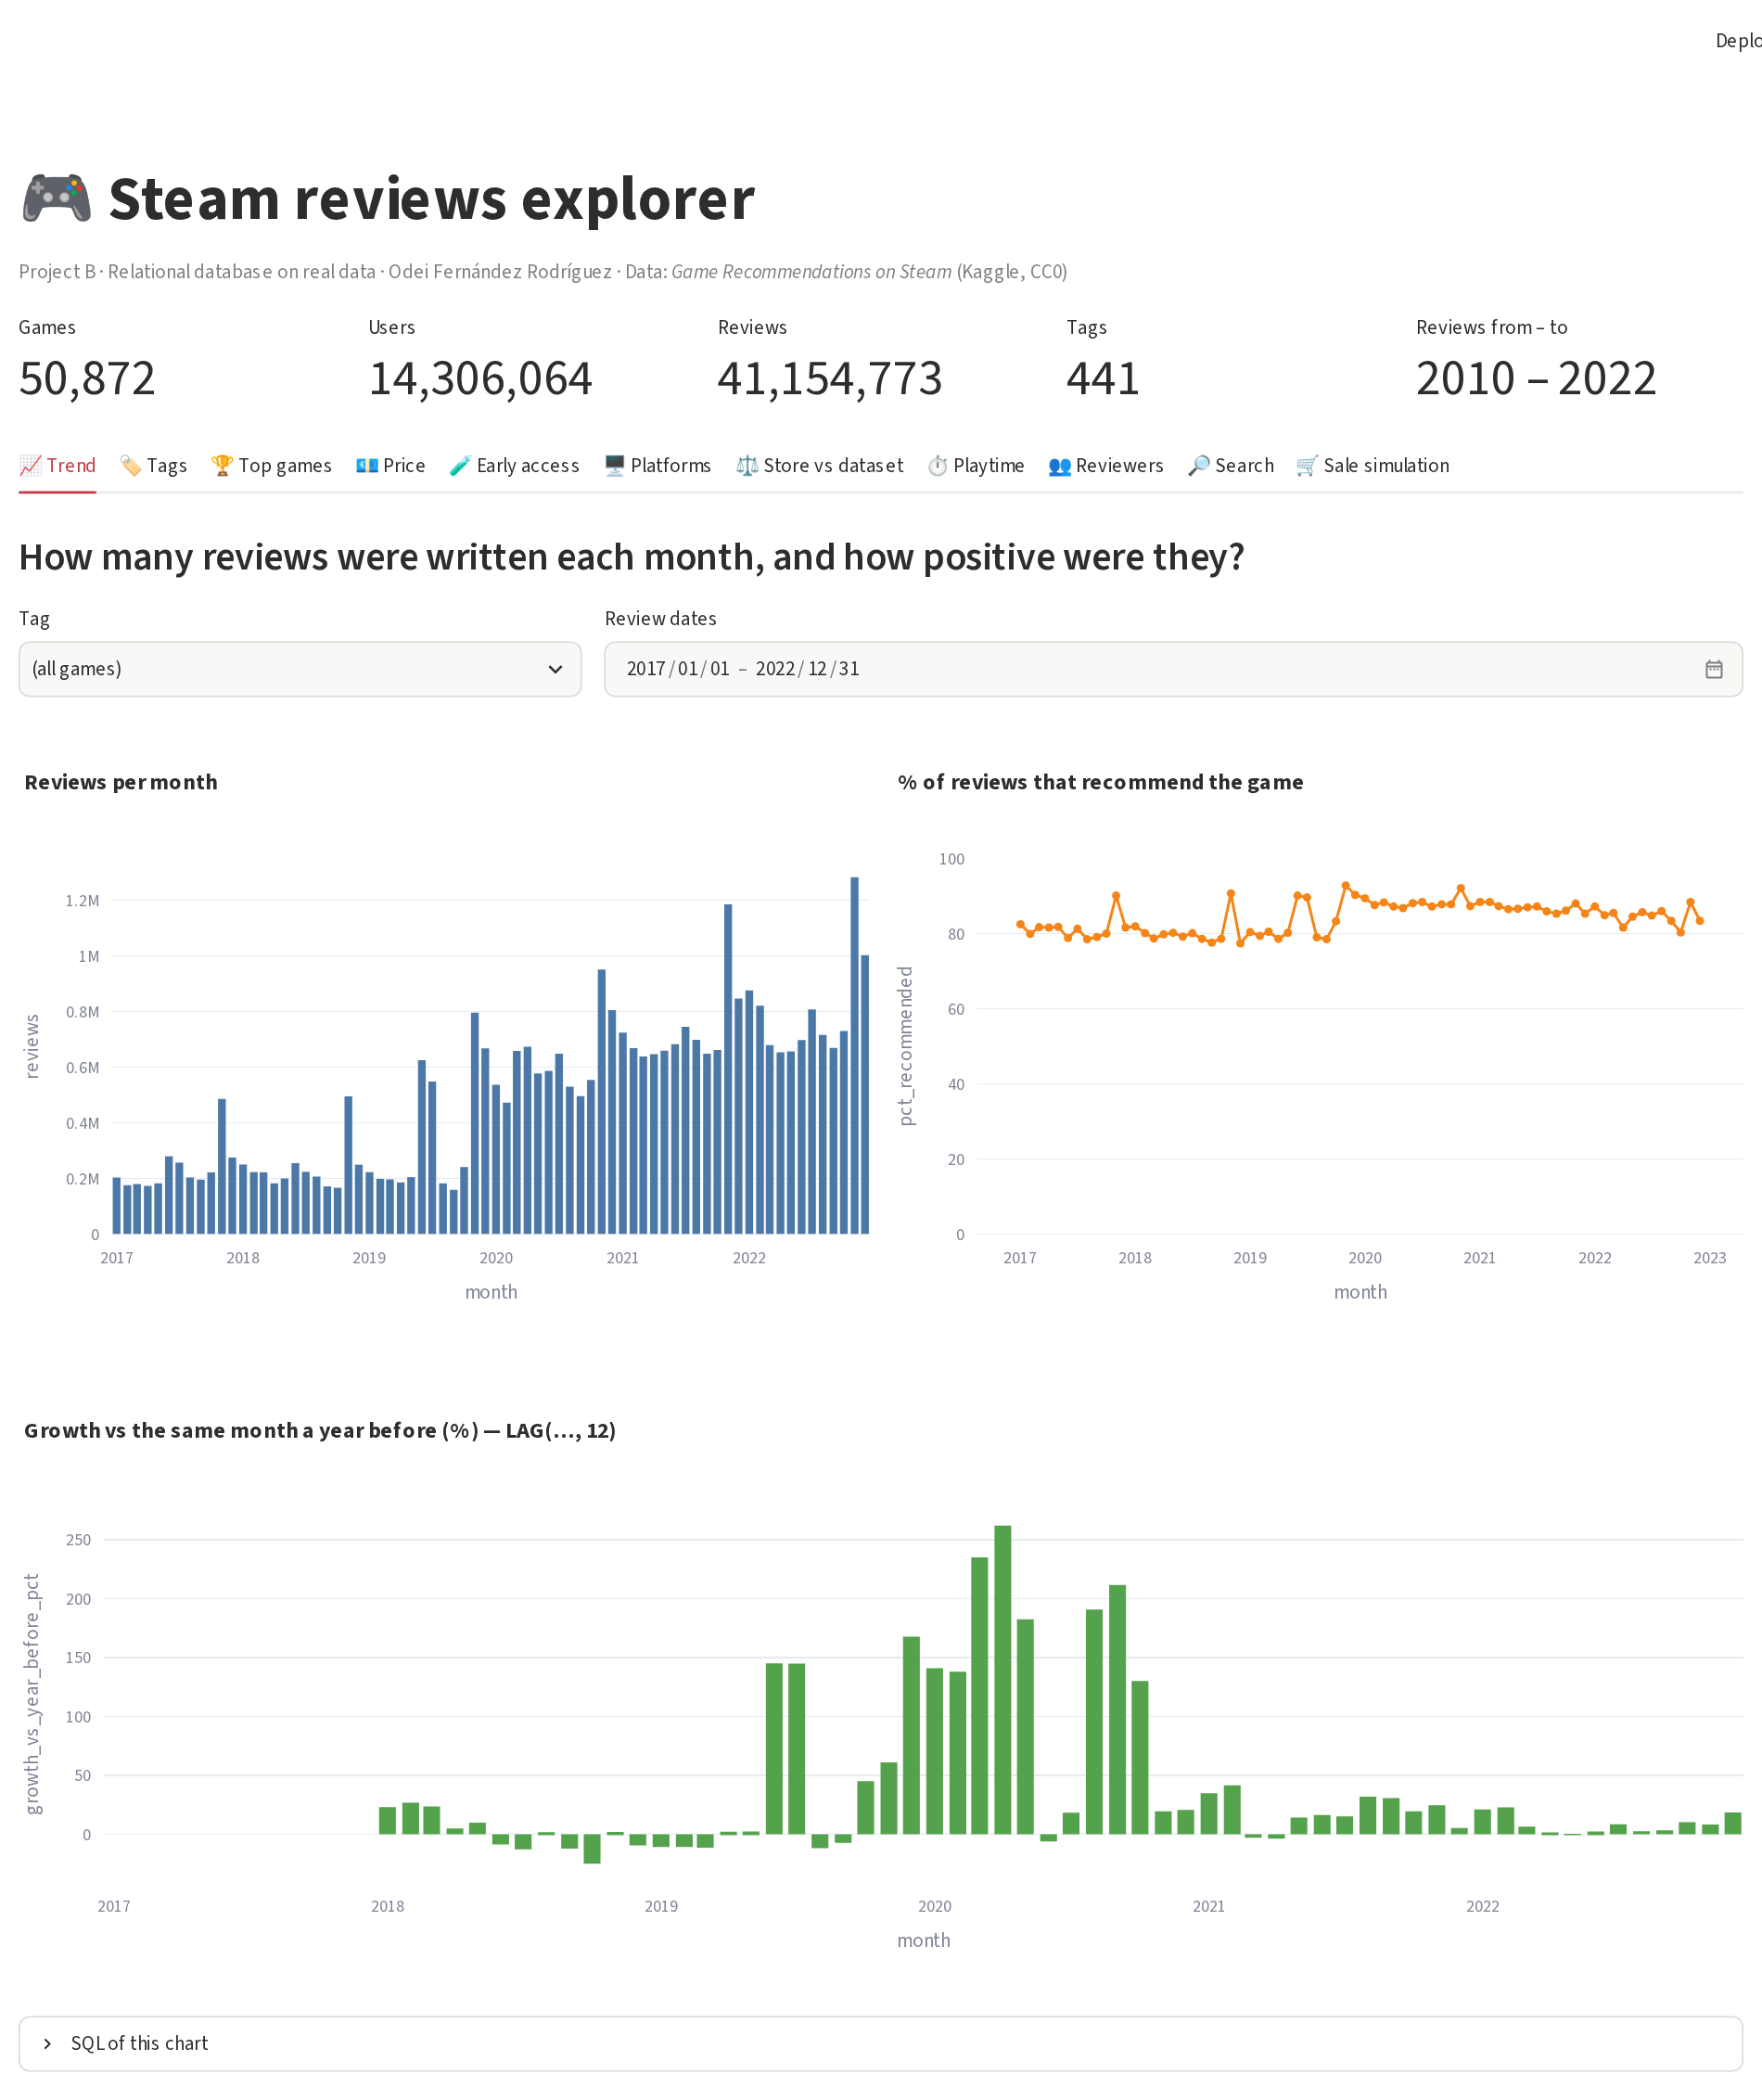 Deplo
🎮 Steam reviews explorer
Project B · Relational database on real data · Odei Fernández Rodríguez · Data: Game Recommendations on Steam (Kaggle, CC0)
Games Users Reviews Tags Reviews from – to
50,872 14,306,064 41,154,773 441 2010 – 2022
📈 Trend 🏷️ Tags 🏆 Top games 💶 Price 🧪 Early access 🖥️ Platforms ⚖️ Store vs dataset ⏱️ Playtime 👥 Reviewers 🔎 Search 🛒 Sale simulation
How many reviews were written each month, and how positive were they?
Tag Review dates
(all games) 2017/01/01 – 2022/12/31
Reviews per month
1.2M
1M
0.8M
0.6M
0.4M
0.2M
0
reviews
2017 2018 2019 2020 2021 2022
month
% of reviews that recommend the game
100
80
60
40
20
0
pct_recommended
2017 2018 2019 2020 2021 2022 2023
month
Growth vs the same month a year before (%) — LAG(…, 12)
250
200
150
100
50
0
growth_vs_year_before_pct
2017 2018 2019 2020 2021 2022
month
SQL of this chart